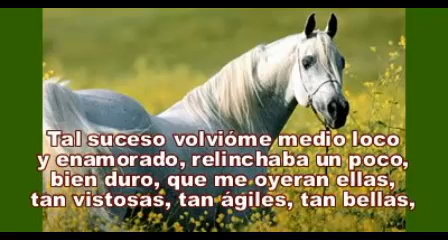 Tal suceso volvióme medio loco
y enamorado, relinchaba un poco,
bien duro, que me oyeran ellas,
tan vistosas, tan ágiles, tan bellas,